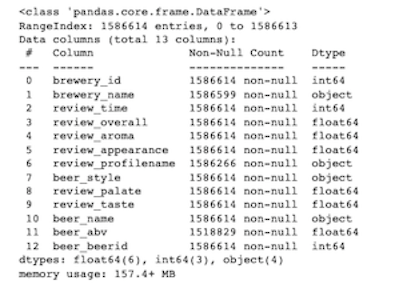 <class 'pandas.core.frame.DataFrame'>
RangeIndex: 1586614 entries, 0 to 1586613
Data columns (total 13 columns):
 #   Column              Non-Null Count    Dtype
---  ------              --------------    -----
 0   brewery_id          1586614 non-null  int64
 1   brewery_name        1586599 non-null  object
 2   review_time         1586614 non-null  int64
 3   review_overall      1586614 non-null  float64
 4   review_aroma        1586614 non-null  float64
 5   review_appearance   1586614 non-null  float64
 6   review_profilename  1586266 non-null  object
 7   beer_style          1586614 non-null  object
 8   review_palate       1586614 non-null  float64
 9   review_taste        1586614 non-null  float64
 10  beer_name           1586614 non-null  object
 11  beer_abv            1518829 non-null  float64
 12  beer_beerid         1586614 non-null  int64
dtypes: float64(6), int64(3), object(4)
memory usage: 157.4+ MB